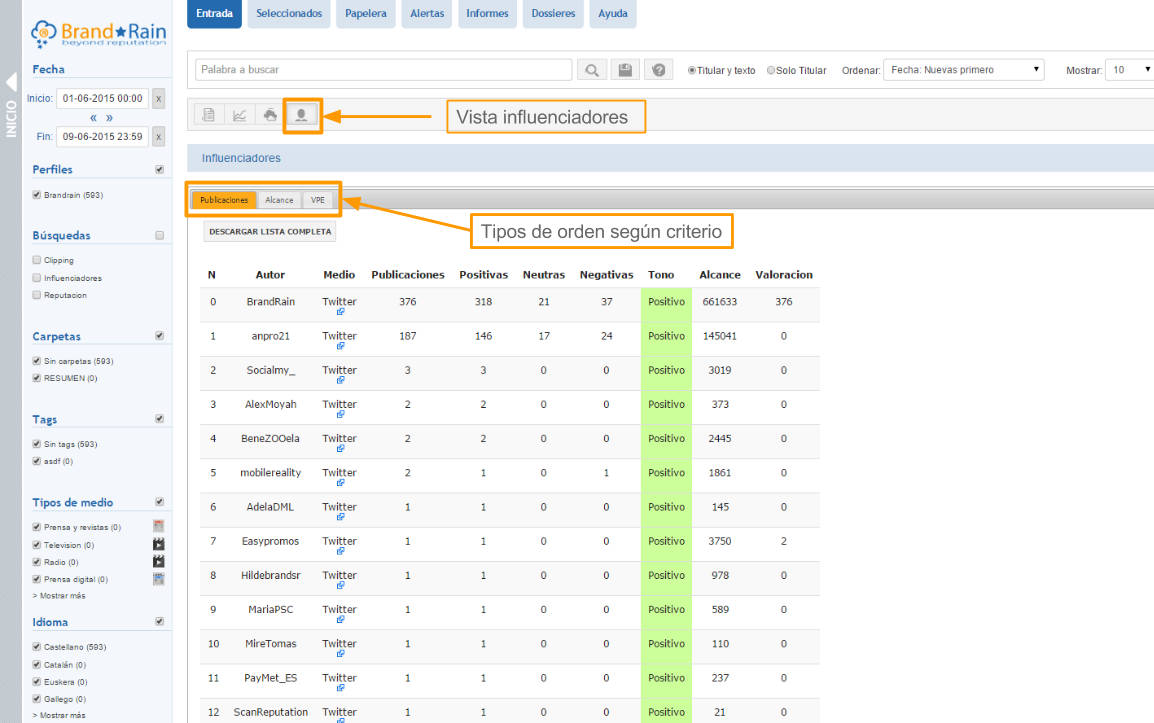 Entrada Seleccionados Papelera Alertas Informes Dossieres Ayuda
Brand★Rain
beyond reputation
INICIO
Fecha
Inicio: 01-06-2015 00:00 x
« »
Fin: 09-06-2015 23:59 x
Perfiles
Brandrain (593)
Búsquedas
Clipping
Influenciadores
Reputacion
Carpetas
Sin carpetas (593)
RESUMEN (0)
Tags
Sin tags (593)
asdf (0)
Tipos de medio
Prensa y revistas (0)
Television (0)
Radio (0)
Prensa digital (0)
> Mostrar más
Idioma
Castellano (593)
Catalán (0)
Euskera (0)
Gallego (0)
> Mostrar más
Palabra a buscar Titular y texto Solo Titular Ordenar: Fecha: Nuevas primero Mostrar: 10
Vista influenciadores
Influenciadores
Publicaciones Alcance VPE
Tipos de orden según criterio
DESCARGAR LISTA COMPLETA
N Autor Medio Publicaciones Positivas Neutras Negativas Tono Alcance Valoracion
0 BrandRain Twitter 376 318 21 37 Positivo 661633 376
1 anpro21 Twitter 187 146 17 24 Positivo 145041 0
2 Socialmy_ Twitter 3 3 0 0 Positivo 3019 0
3 AlexMoyah Twitter 2 2 0 0 Positivo 373 0
4 BeneZOOela Twitter 2 2 0 0 Positivo 2445 0
5 mobilereality Twitter 2 1 0 1 Positivo 1861 0
6 AdelaDML Twitter 1 1 0 0 Positivo 145 0
7 Easypromos Twitter 1 1 0 0 Positivo 3750 2
8 Hildebrandsr Twitter 1 1 0 0 Positivo 978 0
9 MariaPSC Twitter 1 1 0 0 Positivo 589 0
10 MireTomas Twitter 1 1 0 0 Positivo 110 0
11 PayMet_ES Twitter 1 1 0 0 Positivo 237 0
12 ScanReputation Twitter 1 1 0 0 Positivo 21 0